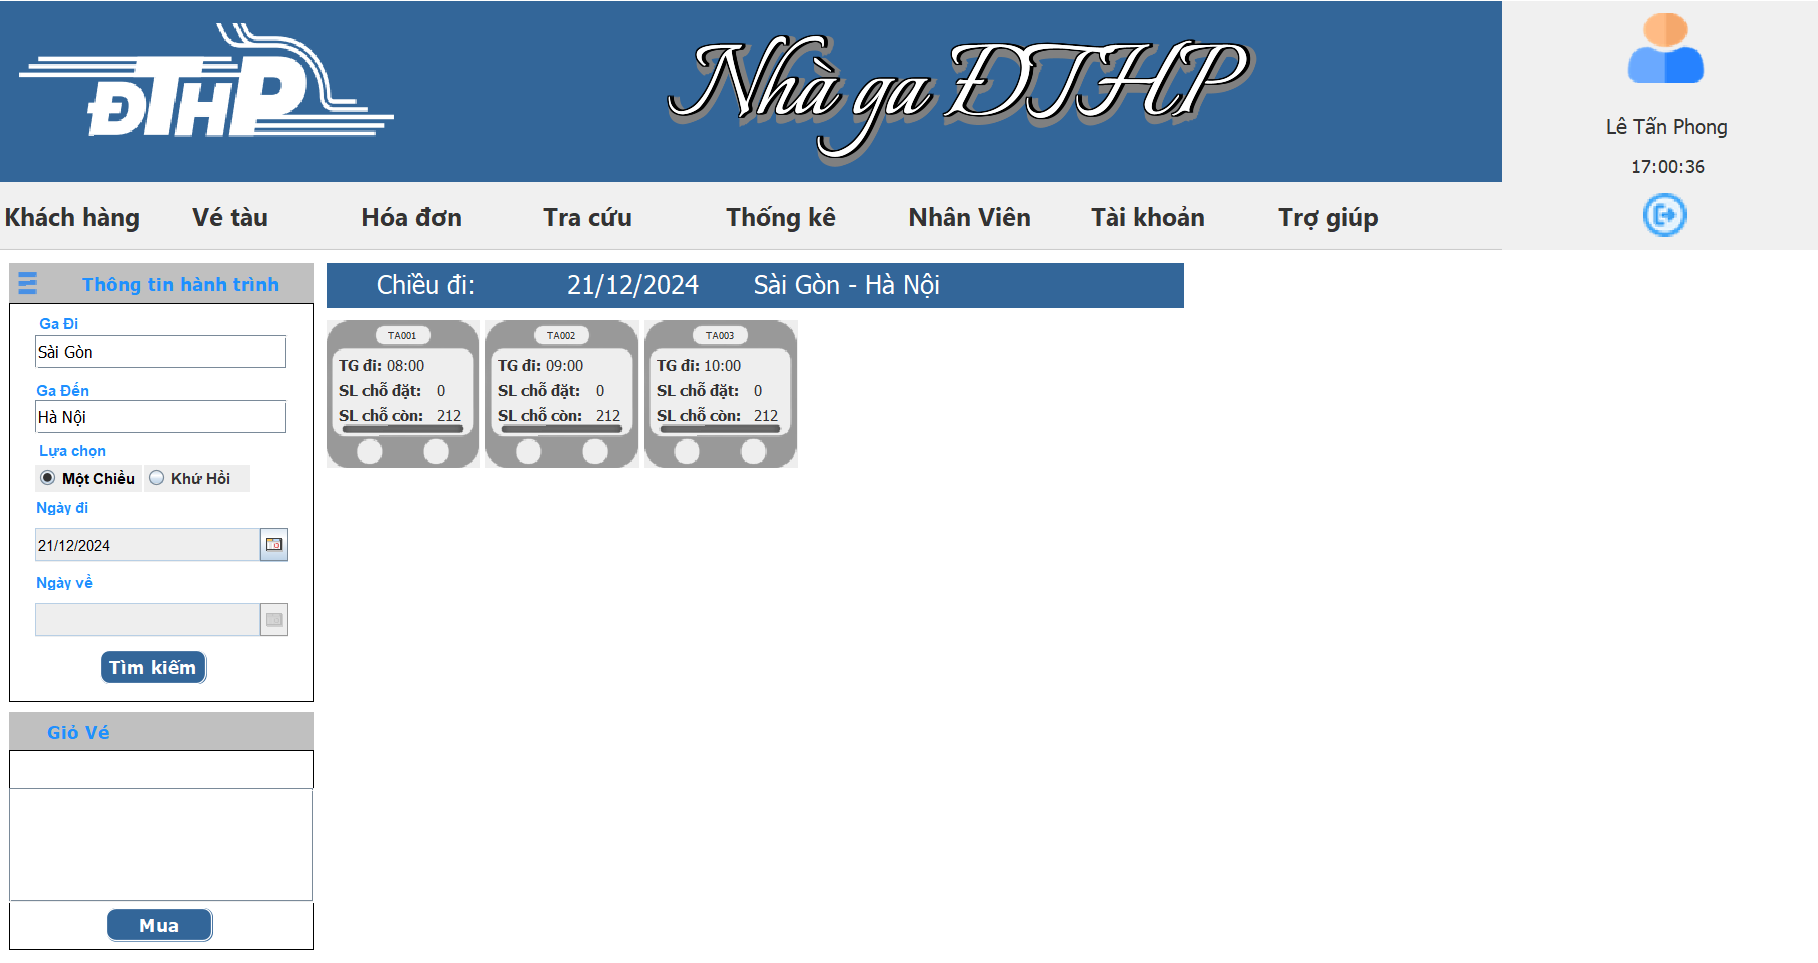 ĐTHP
Nhà ga ĐTHP
Lê Tấn Phong
17:00:36
Khách hàng Vé tàu Hóa đơn Tra cứu Thống kê Nhân Viên Tài khoản Trợ giúp
Thông tin hành trình
Ga Đi
Sài Gòn
Ga Đến
Hà Nội
Lựa chọn
Một Chiều Khứ Hồi
Ngày đi
21/12/2024
Ngày về
Tìm kiếm
Giỏ Vé
Mua
Chiều đi: 21/12/2024 Sài Gòn - Hà Nội
TA001
TG đi: 08:00
SL chỗ đặt: 0
SL chỗ còn: 212
TA002
TG đi: 09:00
SL chỗ đặt: 0
SL chỗ còn: 212
TA003
TG đi: 10:00
SL chỗ đặt: 0
SL chỗ còn: 212